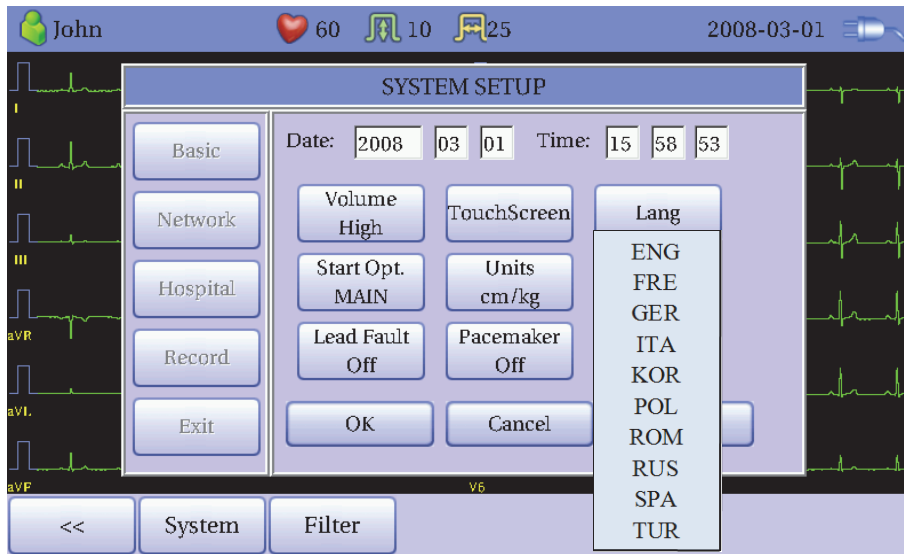 John 60 10 25 2008-03-01
SYSTEM SETUP
I
II
III
aVR
aVL
aVF
V6
Basic
Network
Hospital
Record
Exit
Date: 2008 03 01 Time: 15 58 53
Volume
High
TouchScreen
Lang
Start Opt.
MAIN
Units
cm/kg
Lead Fault
Off
Pacemaker
Off
OK
Cancel
ENG
FRE
GER
ITA
KOR
POL
ROM
RUS
SPA
TUR
<<
System
Filter